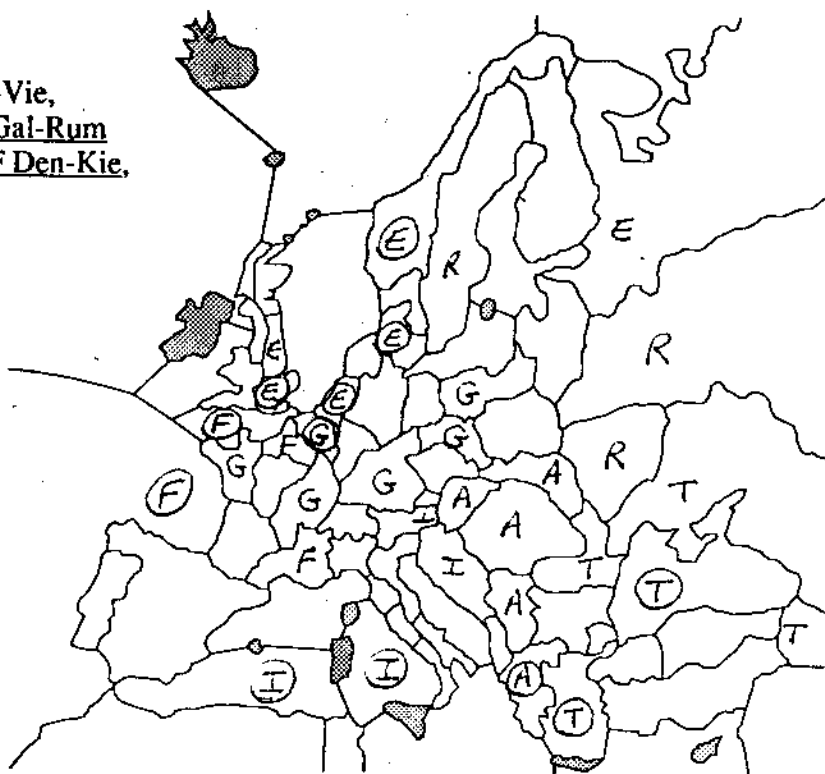 -Vie,
Gal-Rum
F Den-Kie,
E
E
R
E
E
R
E E G
F G F G
G R
A
F G G A T
I A
F I T
A T
T
I I A
T